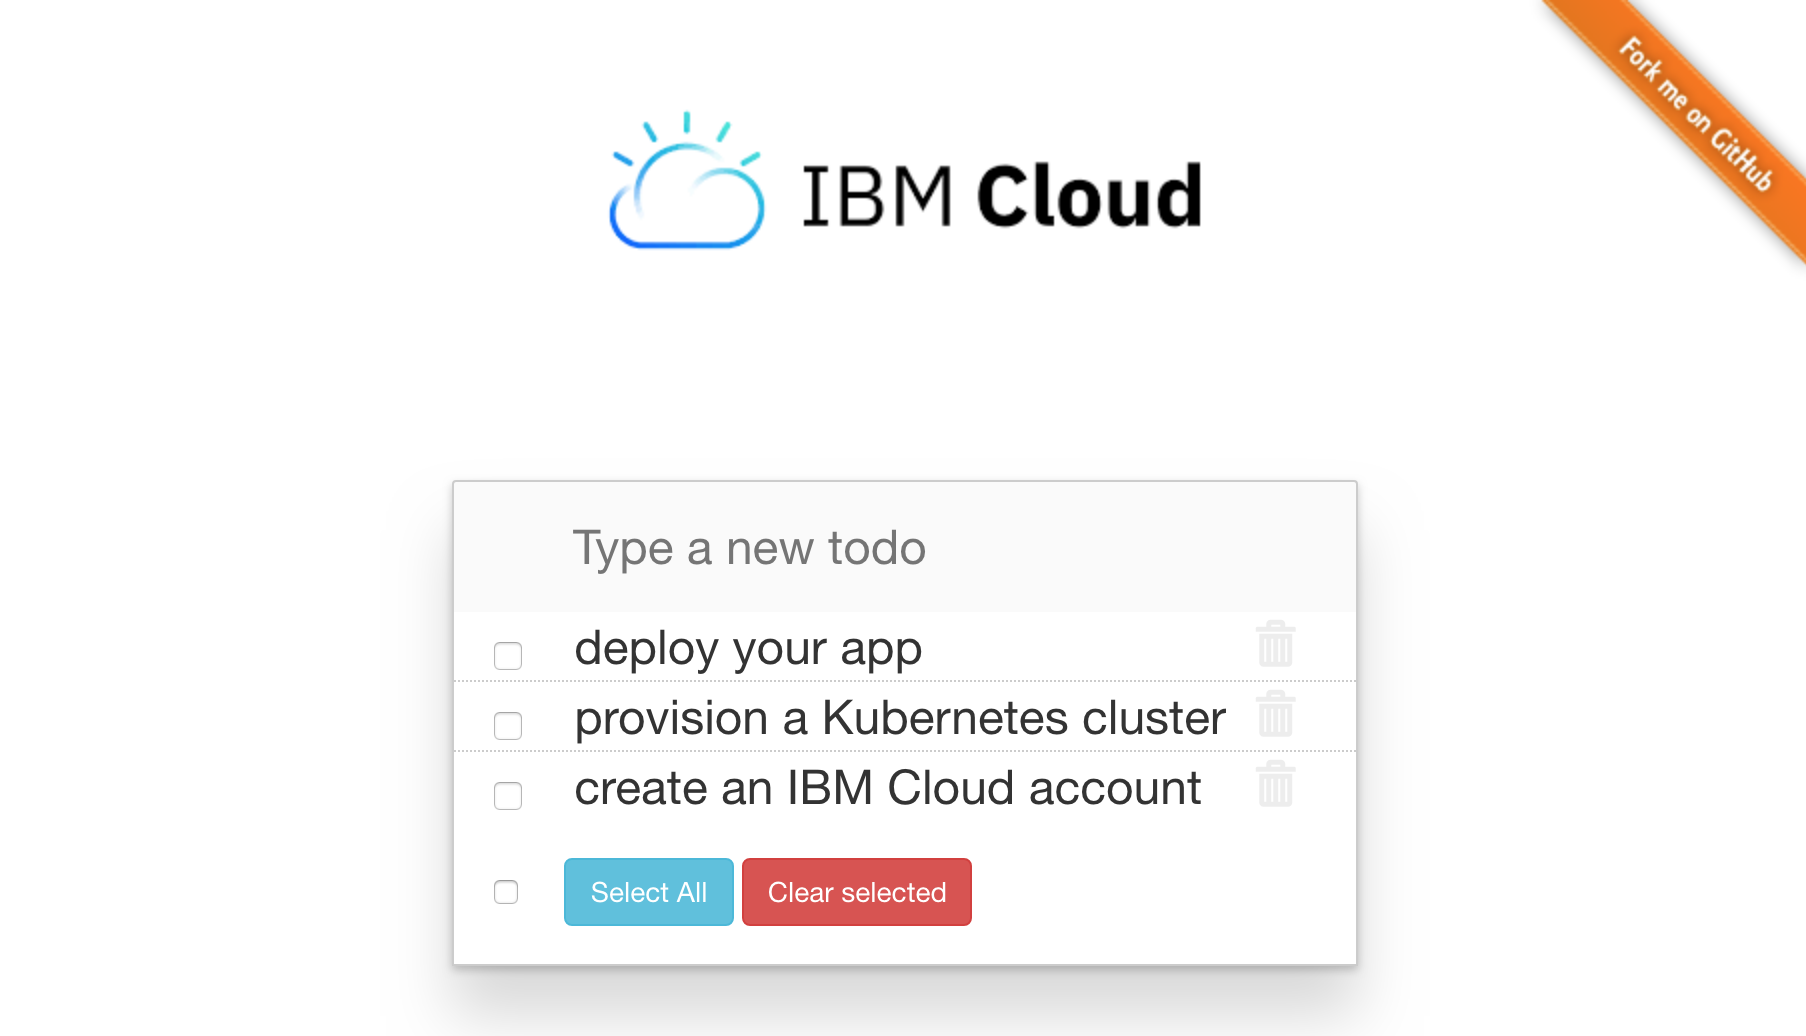 Fork me on GitHub
IBM Cloud
Type a new todo
deploy your app
provision a Kubernetes cluster
create an IBM Cloud account
Select All
Clear selected